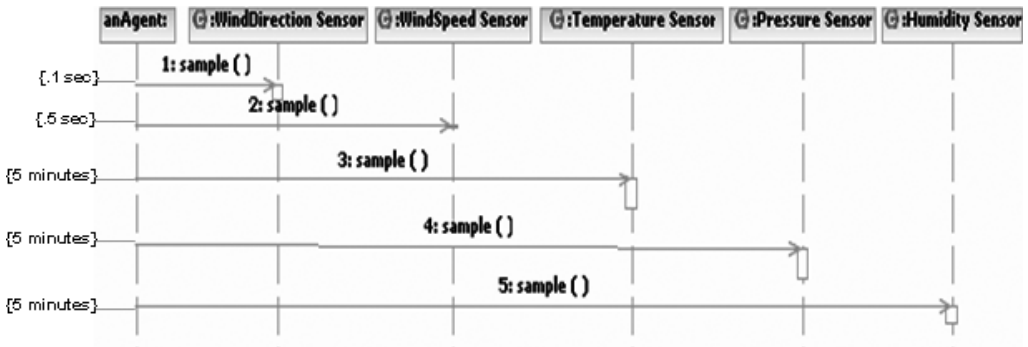 anAgent: :WindDirection Sensor :WindSpeed Sensor :Temperature Sensor :Pressure Sensor :Humidity Sensor
1: sample ( )
{.1 sec}
2: sample ( )
{.5 sec}
3: sample ( )
{5 minutes}
4: sample ( )
{5 minutes}
5: sample ( )
{5 minutes}